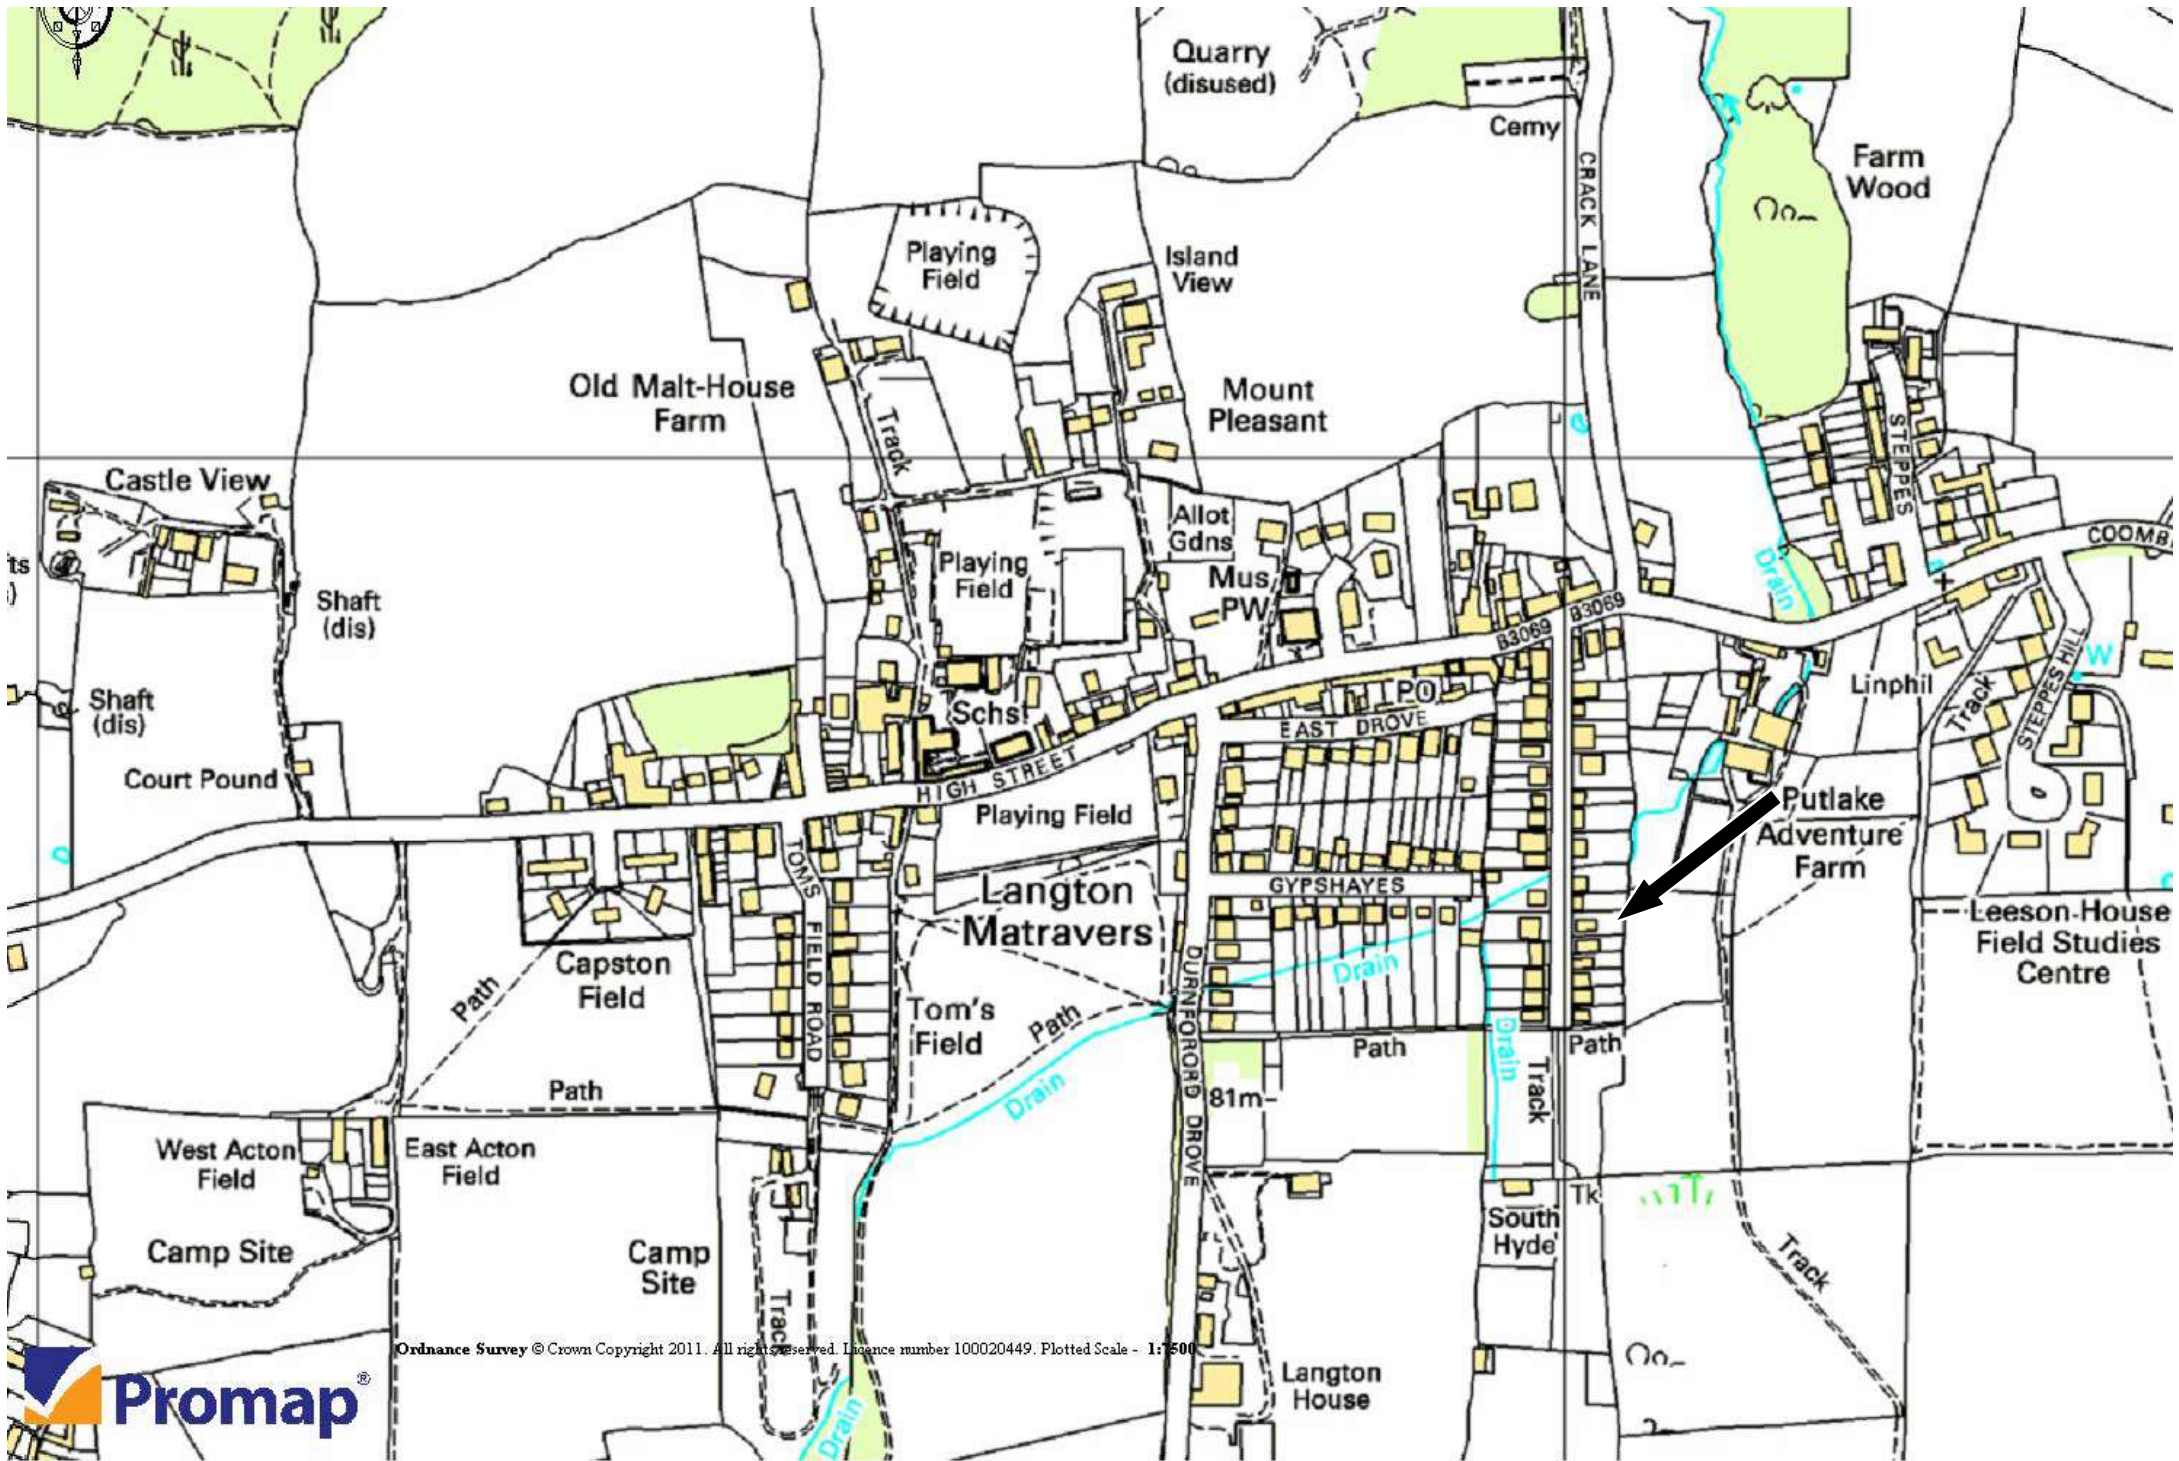 Quarry
(disused)
Cemy
CRACK LANE
Farm
Wood
Playing
Field
Island
View
Old Malt-House
Farm
Track
Mount
Pleasant
STEPPES
Castle View
Allot
Gdns
Playing
Field
Mus
PW
Drain
COOMB
ts
)
Shaft
(dis)
B3069
B3069
Shaft
(dis)
Schs
PO
EAST DROVE
Linphil
Track
STEPPES HILL
W
Court Pound
HIGH STREET
Playing Field
Putlake
Adventure
Farm
TOMS FIELD ROAD
Langton
Matravers
GYPSHAYES
Leeson House
Field Studies
Centre
Capston
Field
Path
Tom's
Field
Path
Drain
DURNFORORD DROVE
Drain
Path
Path
Drain
Track
Path
81m
West Acton
Field
East Acton
Field
Tk
South
Hyde
Camp Site
Camp
Site
Track
Track
Ordnance Survey © Crown Copyright 2011. All rights reserved. Licence number 100020449. Plotted Scale - 1:7500
Promap®
Langton
House
Drain